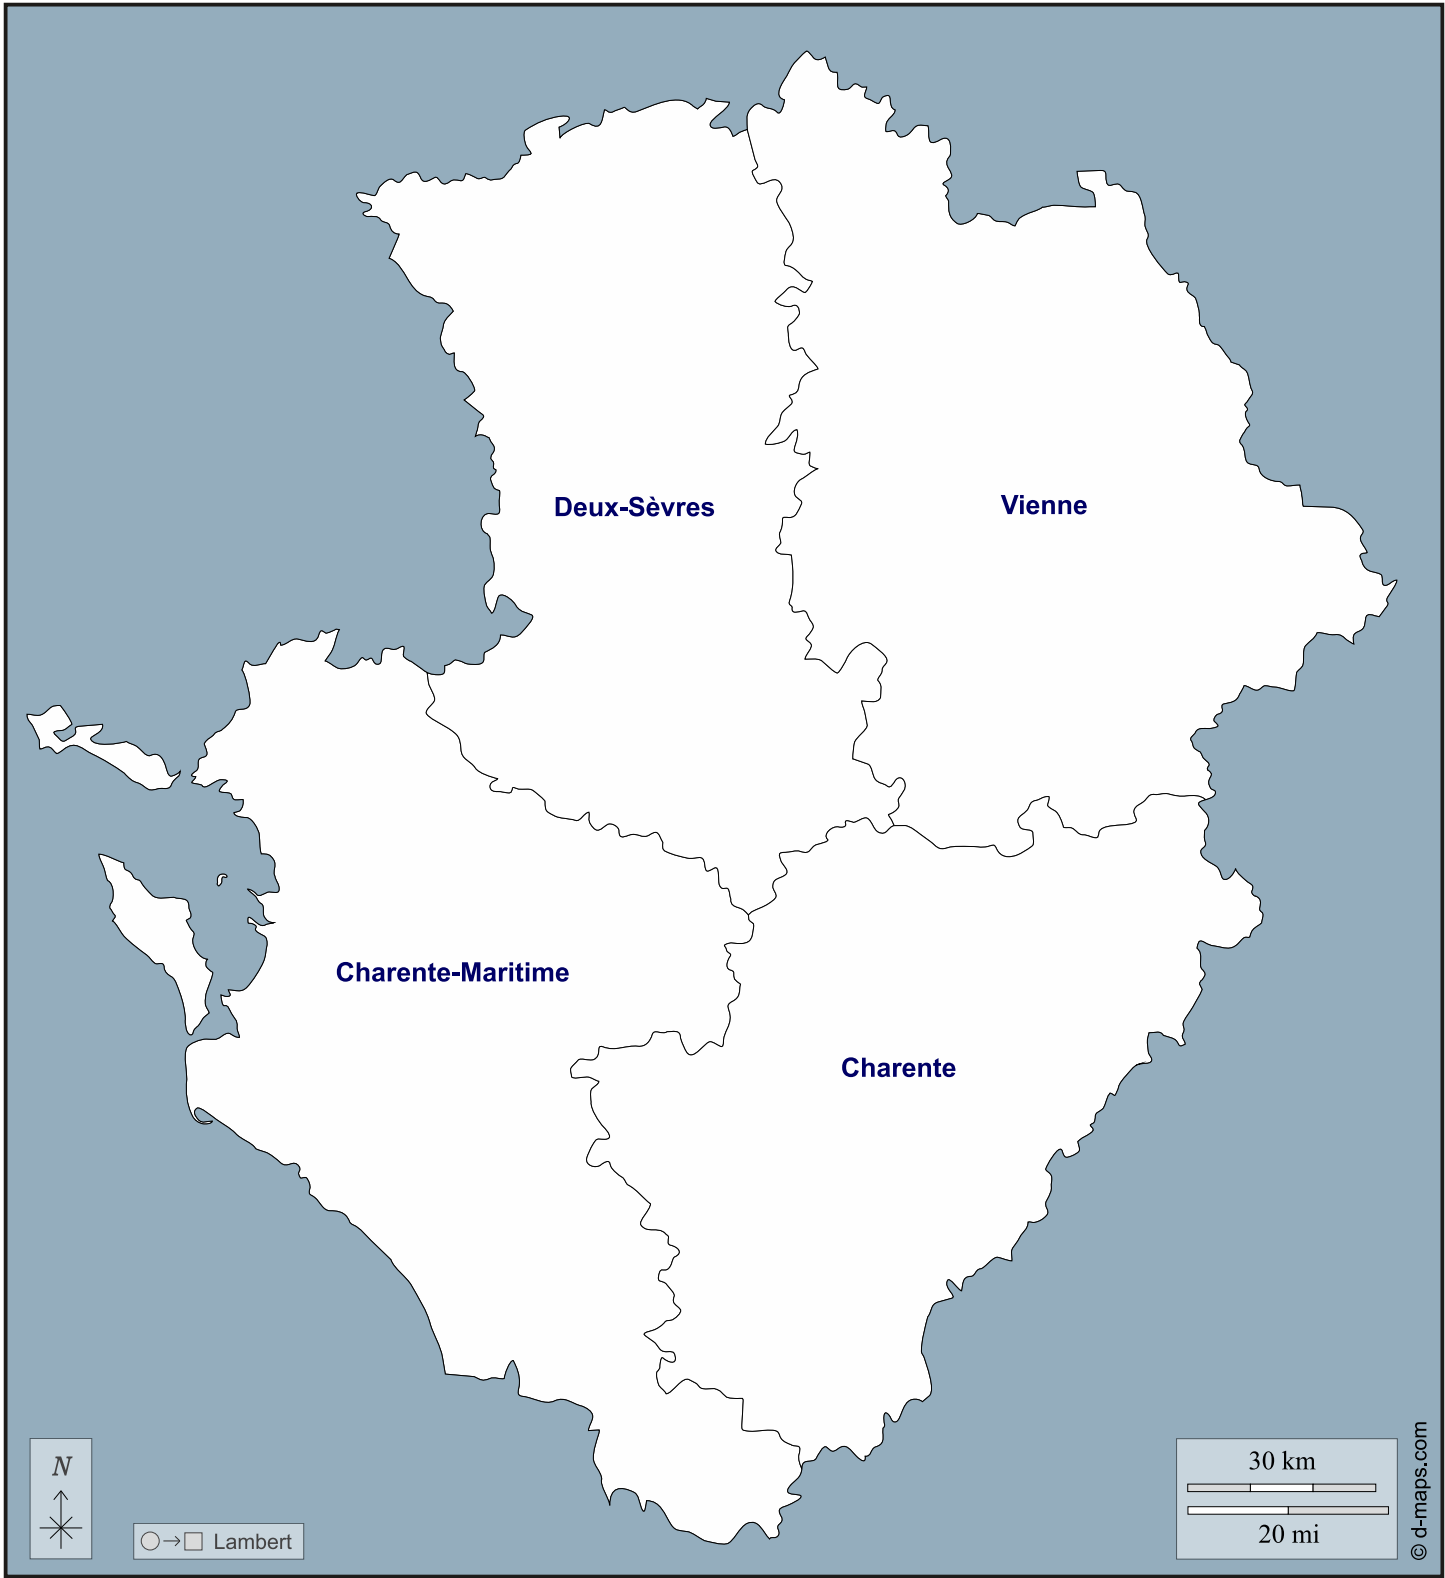 Deux-Sèvres
Vienne
Charente-Maritime
Charente
N
Lambert
30 km
20 mi
© d-maps.com